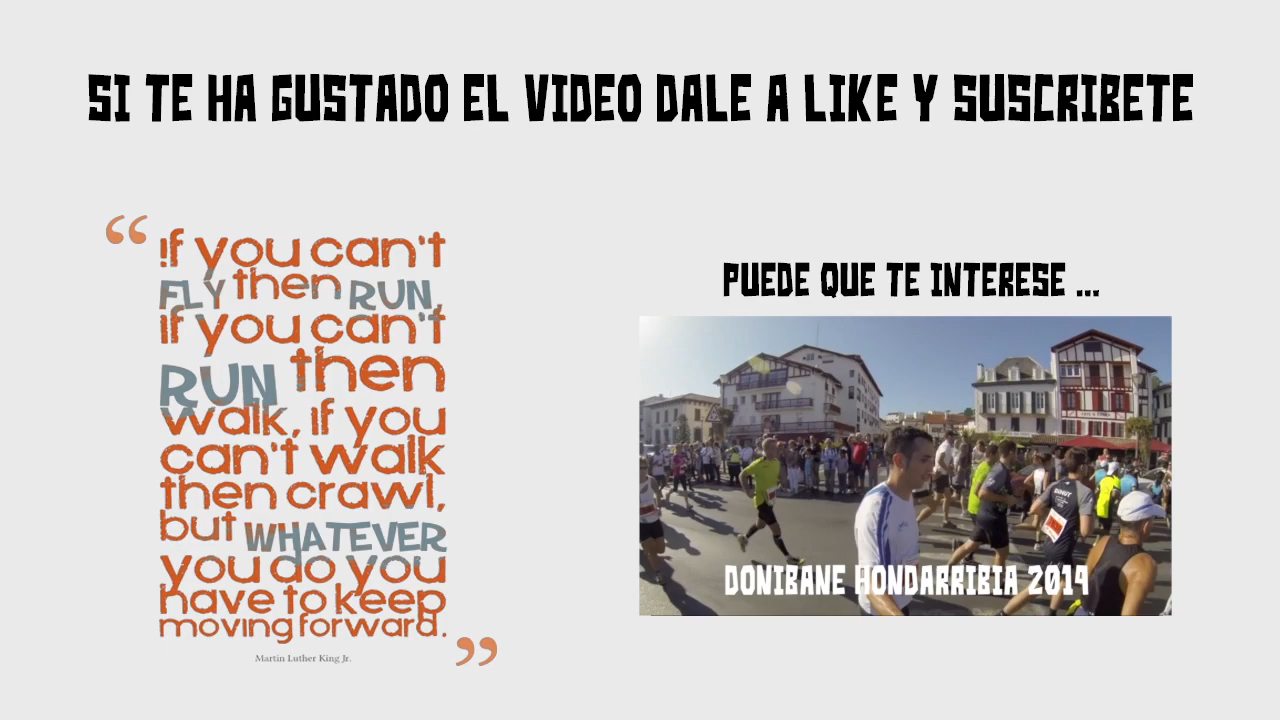 SI TE HA GUSTADO EL VIDEO DALE A LIKE Y SUSCRIBETE
“ if you can't
FLY then RUN,
if you can't
RUN then
walk, if you
can't walk
then crawl,
but WHATEVER
you do you
have to keep
moving forward. ”
Martin Luther King Jr.
PUEDE QUE TE INTERESE ...
DONIBANE HONDARRIBIA 2014